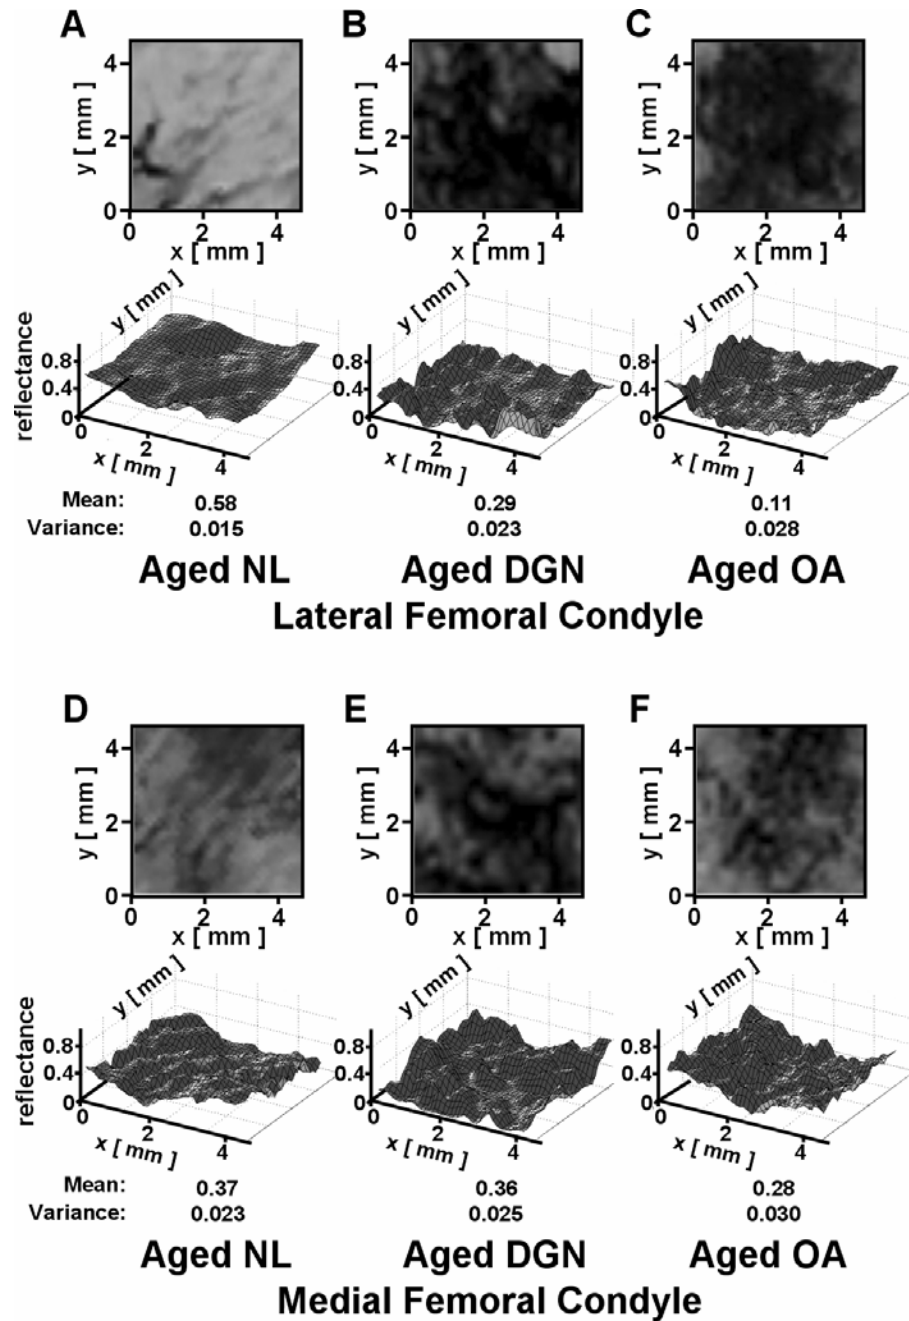 A B C
4 4 4
y [ mm ] y [ mm ] y [ mm ]
2 2 2
0 0 0
0 2 4 0 2 4 0 2 4
x [ mm ] x [ mm ] x [ mm ]
y [ mm ] y [ mm ] y [ mm ]
reflectance
0.8 0.8 0.8
0.4 0.4 0.4
0 0 0
0 2 4 0 2 4 0 2 4
x [ mm ] x [ mm ] x [ mm ]
Mean: 0.58 0.29 0.11
Variance: 0.015 0.023 0.028
Aged NL Aged DGN Aged OA
Lateral Femoral Condyle
D E F
4 4 4
y [ mm ] y [ mm ] y [ mm ]
2 2 2
0 0 0
0 2 4 0 2 4 0 2 4
x [ mm ] x [ mm ] x [ mm ]
y [ mm ] y [ mm ] y [ mm ]
reflectance
0.8 0.8 0.8
0.4 0.4 0.4
0 0 0
0 2 4 0 2 4 0 2 4
x [ mm ] x [ mm ] x [ mm ]
Mean: 0.37 0.36 0.28
Variance: 0.023 0.025 0.030
Aged NL Aged DGN Aged OA
Medial Femoral Condyle